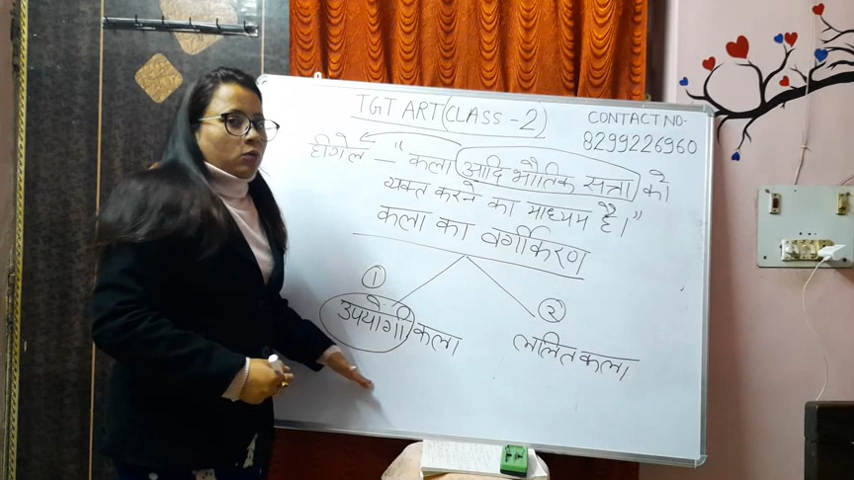 TGT ART (CLASS - 2)
CONTACT NO-
8299226960
हीगेल - "कला आदि भौतिक सत्ता को
व्यक्त करने का माध्यम है।"
कला का वर्गीकरण
① ②
उपयोगी कला
ललित कला